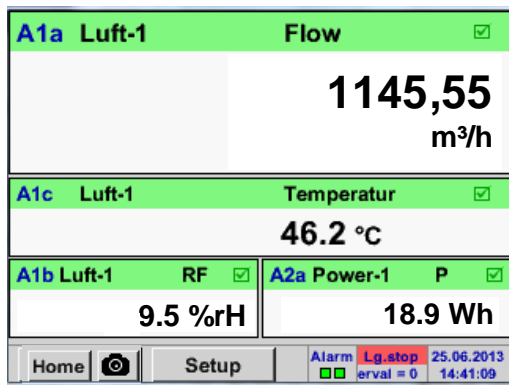 A1a Luft-1 Flow
1145,55
m³/h
A1c Luft-1 Temperatur
46.2 °C
A1b Luft-1 RF
9.5 %rH
A2a Power-1 P
18.9 Wh
Home
Setup
Alarm
Lg.stop
erval = 0
25.06.2013
14:41:09